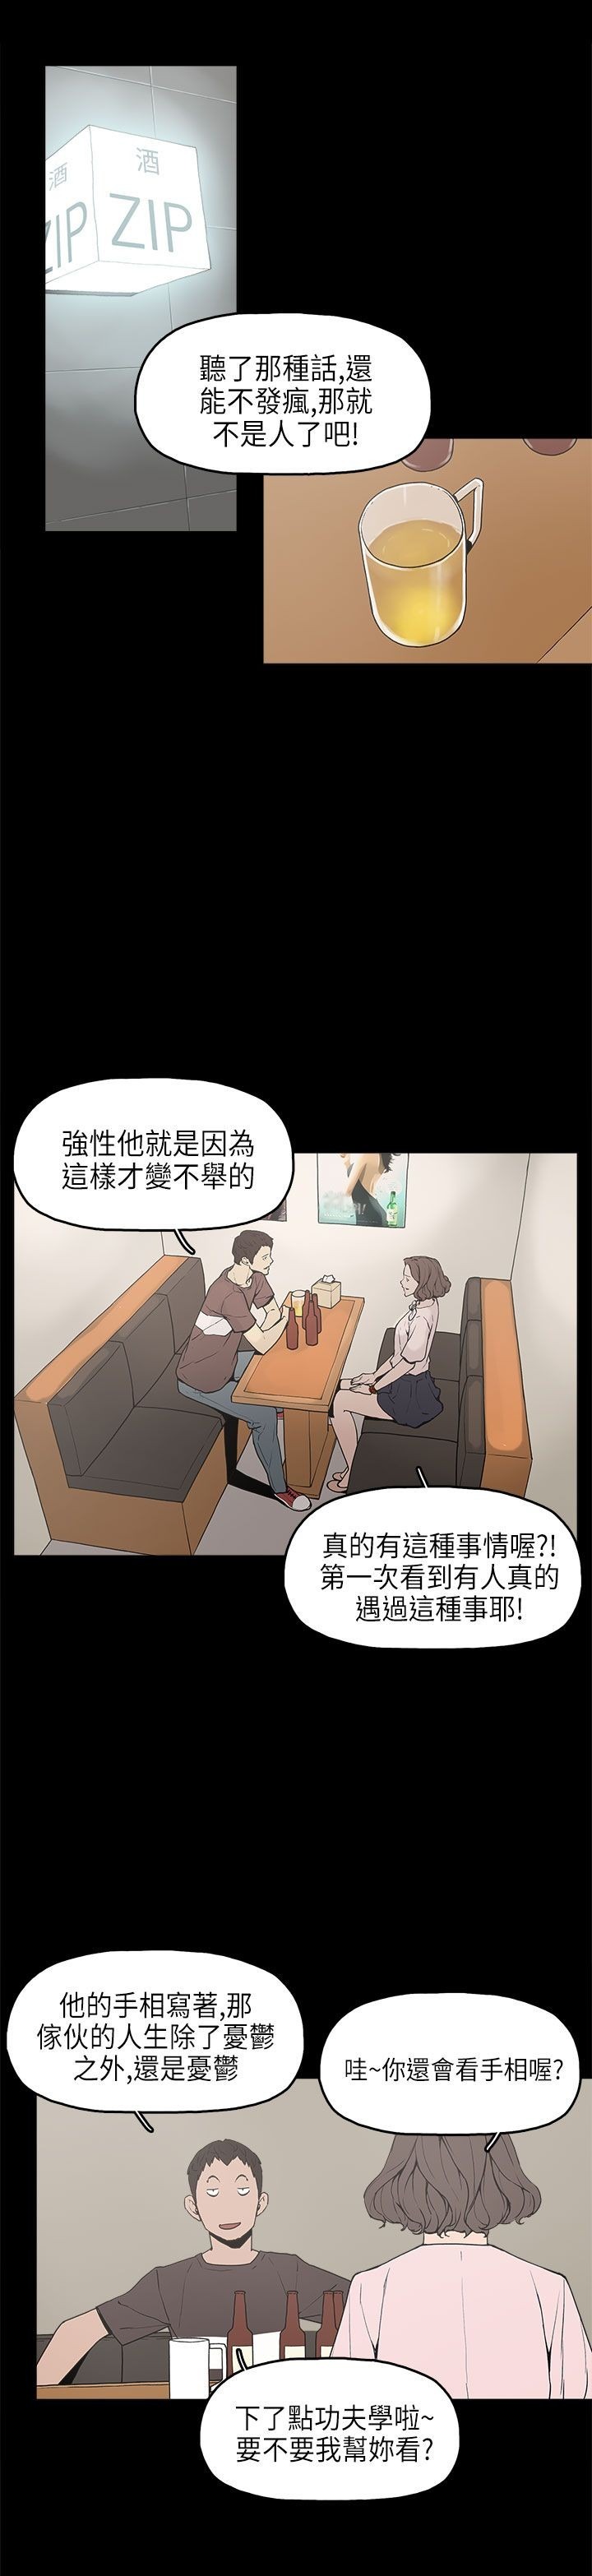 酒
ZIP
酒
ZIP
聽了那種話,還
能不發瘋,那就
不是人了吧!
強性他就是因為
這樣才變不舉的
真的有這種事情喔?!
第一次看到有人真的
遇過這種事耶!
他的手相寫著,那
傢伙的人生除了憂鬱
之外,還是憂鬱
哇~你還會看手相喔?
下了點功夫學啦~
要不要我幫妳看?